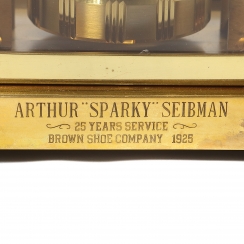 ARTHUR "SPARKY" SEIBMAN
25 YEARS SERVICE
BROWN SHOE COMPANY 1925